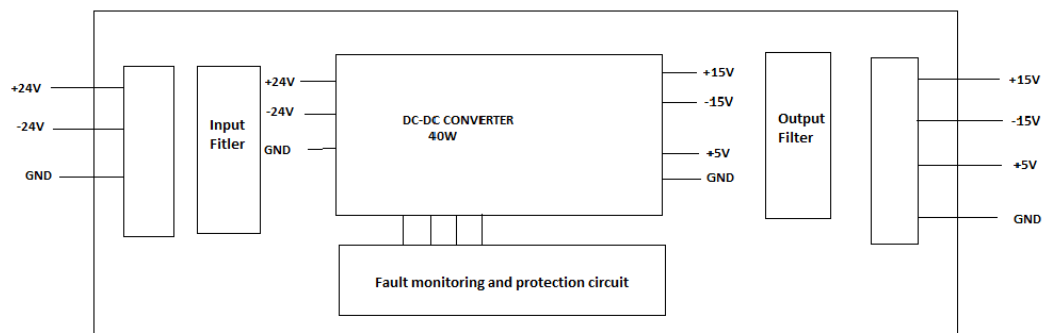 +24V
-24V
GND
Input
Fitler
+24V
-24V
GND
DC-DC CONVERTER
40W
+15V
-15V
+5V
GND
Output
Filter
+15V
-15V
+5V
GND
Fault monitoring and protection circuit